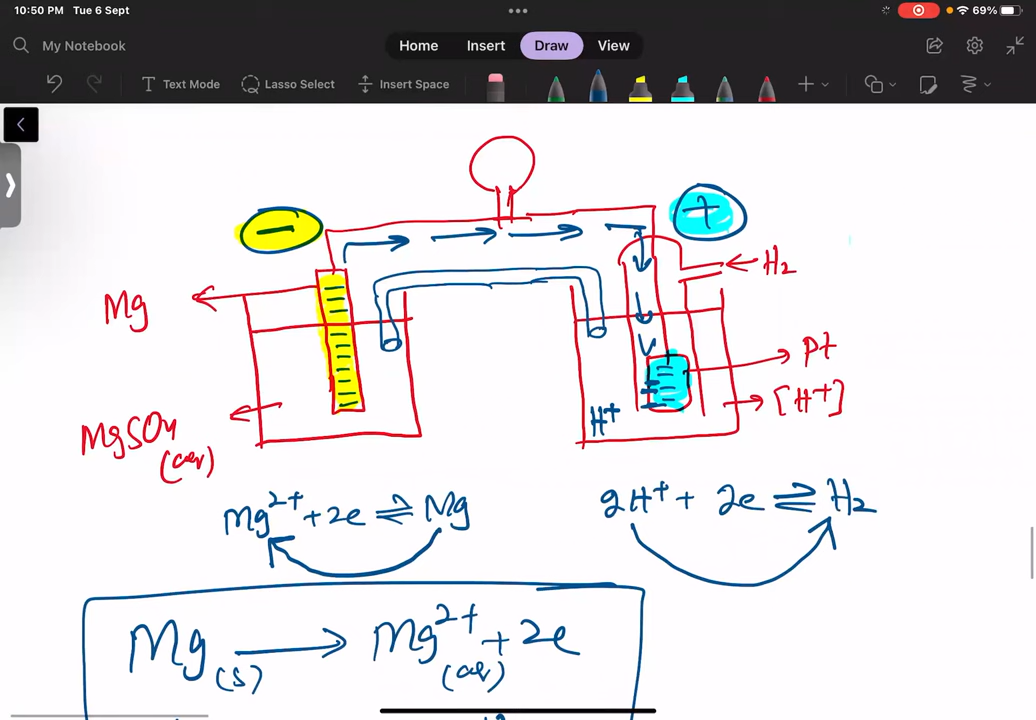 10:50 PM Tue 6 Sept
69%
My Notebook
Home Insert Draw View
Text Mode Lasso Select Insert Space
−
+
H2
Mg
Pt
[H+]
H+
MgSO4
(aq)
Mg2+ + 2e ⇌ Mg
2H+ + 2e ⇌ H2
Mg(s) → Mg2+(aq) + 2e